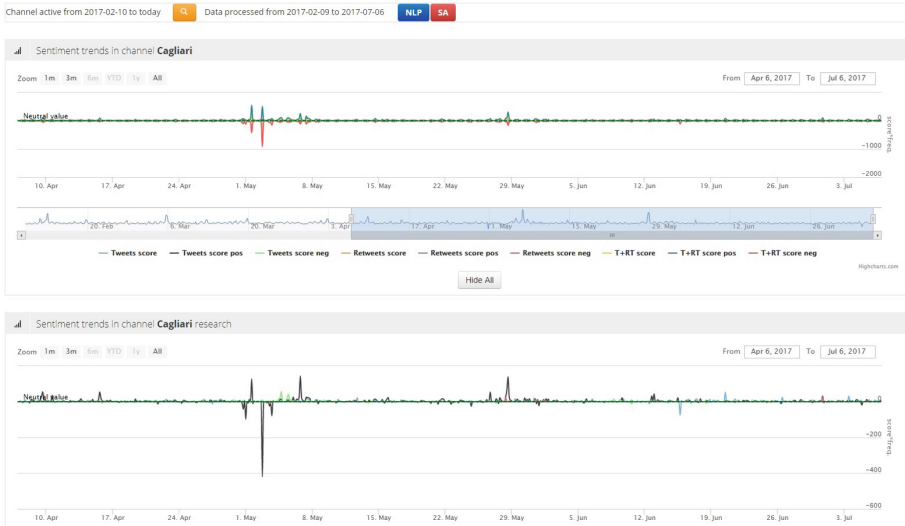 Channel active from 2017-02-10 to today Data processed from 2017-02-09 to 2017-07-06 NLP SA
Sentiment trends in channel Cagliari
Zoom 1m 3m 6m YTD 1y All From Apr 6, 2017 To Jul 6, 2017
Neutral value
0
-1000
-2000
score*freq.
10. Apr 17. Apr 24. Apr 1. May 8. May 15. May 22. May 29. May 5. Jun 12. Jun 19. Jun 26. Jun 3. Jul
20. Feb 6. Mar 20. Mar 3. Apr 17. Apr 1. May 15. May 29. May 12. Jun 26. Jun
Tweets score Tweets score pos Tweets score neg Retweets score Retweets score pos Retweets score neg T+RT score T+RT score pos T+RT score neg
Highcharts.com
Hide All
Sentiment trends in channel Cagliari research
Zoom 1m 3m 6m YTD 1y All From Apr 6, 2017 To Jul 6, 2017
Neutral value
0
-200
-400
-600
score*freq.
10. Apr 17. Apr 24. Apr 1. May 8. May 15. May 22. May 29. May 5. Jun 12. Jun 19. Jun 26. Jun 3. Jul